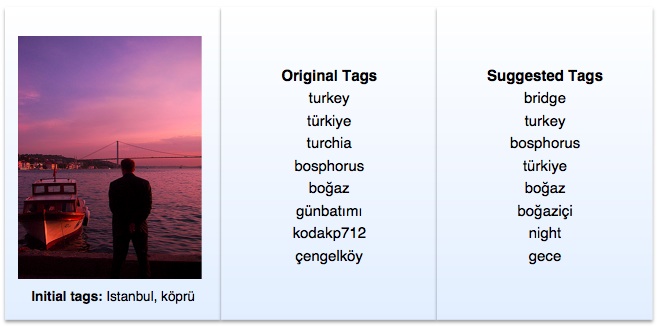 Initial tags: Istanbul, köprü
Original Tags
turkey
türkiye
turchia
bosphorus
boğaz
günbatımı
kodakp712
çengelköy
Suggested Tags
bridge
turkey
bosphorus
türkiye
boğaz
boğaziçi
night
gece